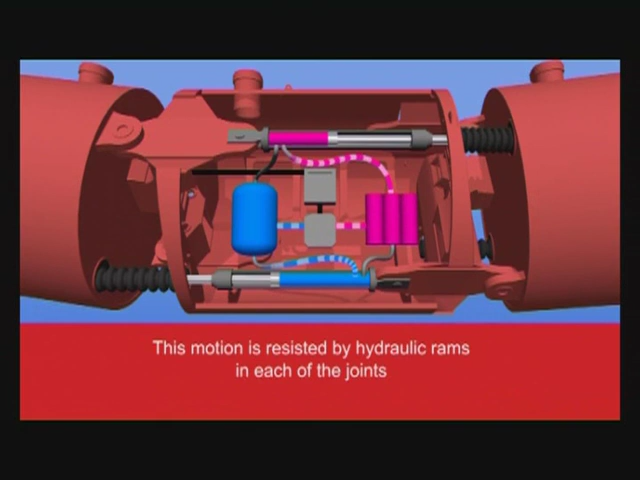 This motion is resisted by hydraulic rams
in each of the joints